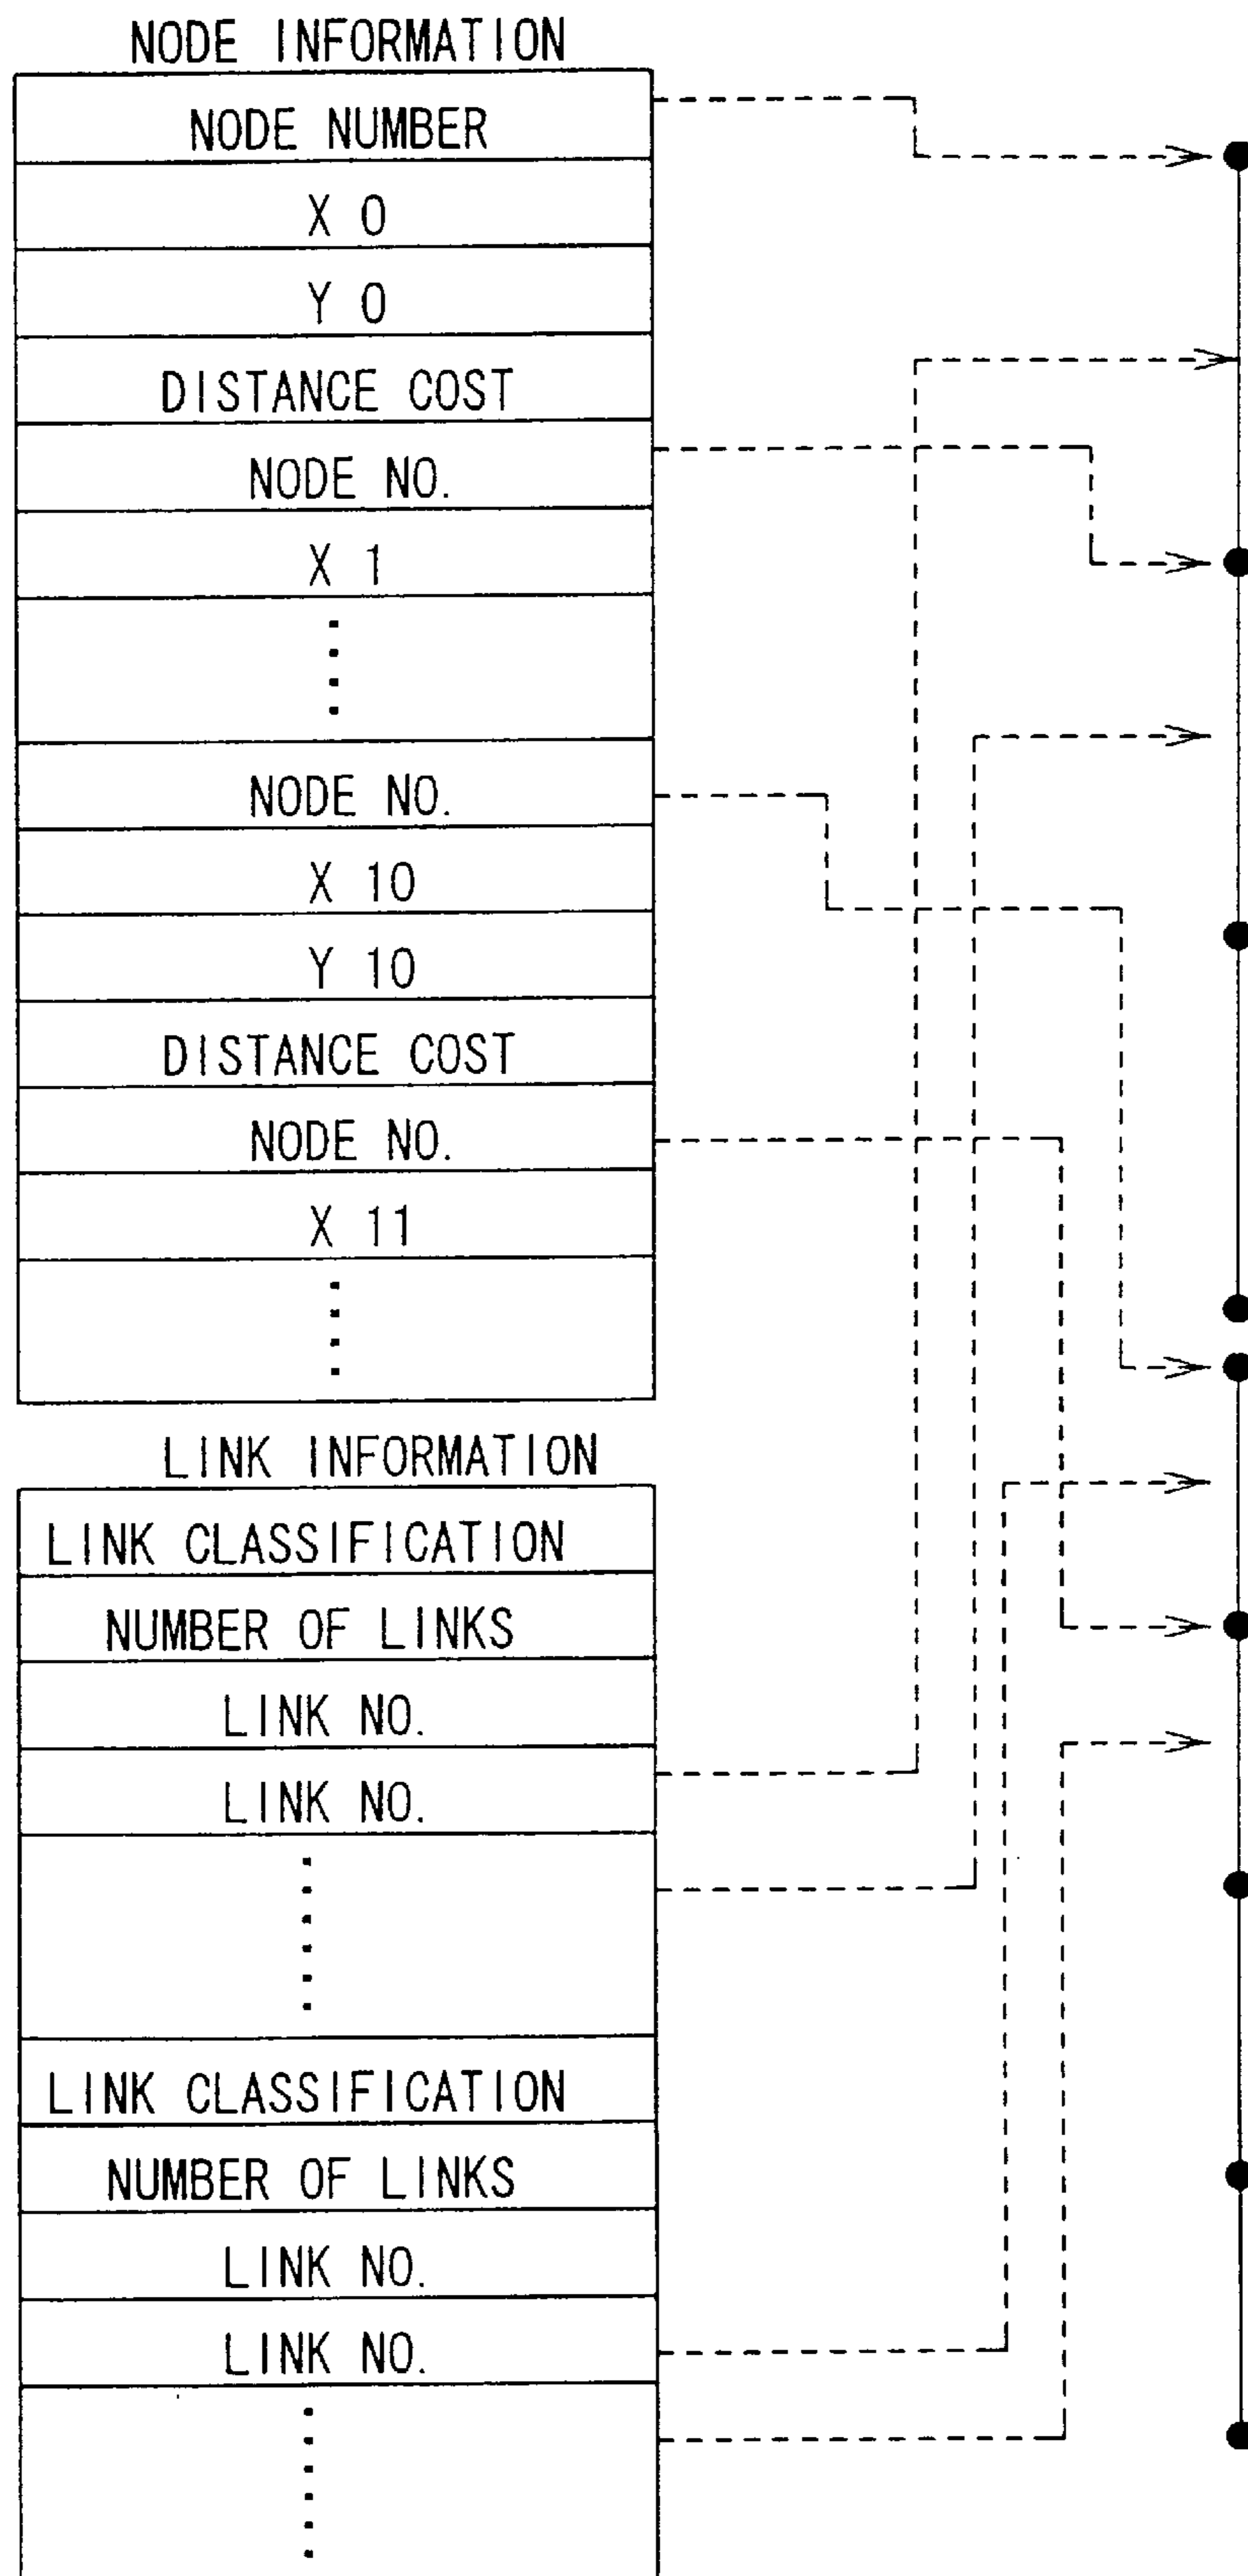 NODE INFORMATION
NODE NUMBER
X 0
Y 0
DISTANCE COST
NODE NO.
X 1
NODE NO.
X 10
Y 10
DISTANCE COST
NODE NO.
X 11
LINK INFORMATION
LINK CLASSIFICATION
NUMBER OF LINKS
LINK NO.
LINK NO.
LINK CLASSIFICATION
NUMBER OF LINKS
LINK NO.
LINK NO.